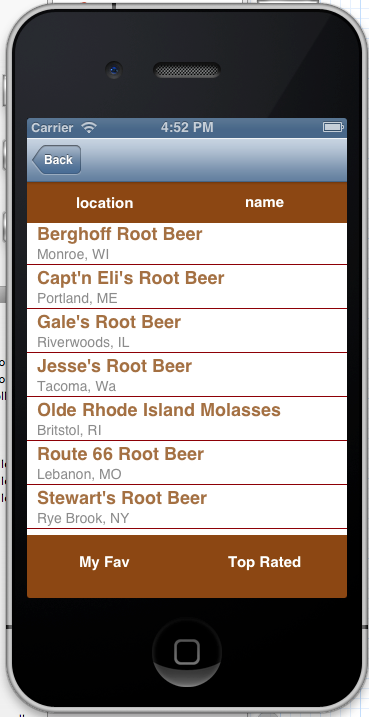 Carrier 4:52 PM
Back
location name
Berghoff Root Beer
Monroe, WI
Capt'n Eli's Root Beer
Portland, ME
Gale's Root Beer
Riverwoods, IL
Jesse's Root Beer
Tacoma, Wa
Olde Rhode Island Molasses
Britstol, RI
Route 66 Root Beer
Lebanon, MO
Stewart's Root Beer
Rye Brook, NY
My Fav Top Rated